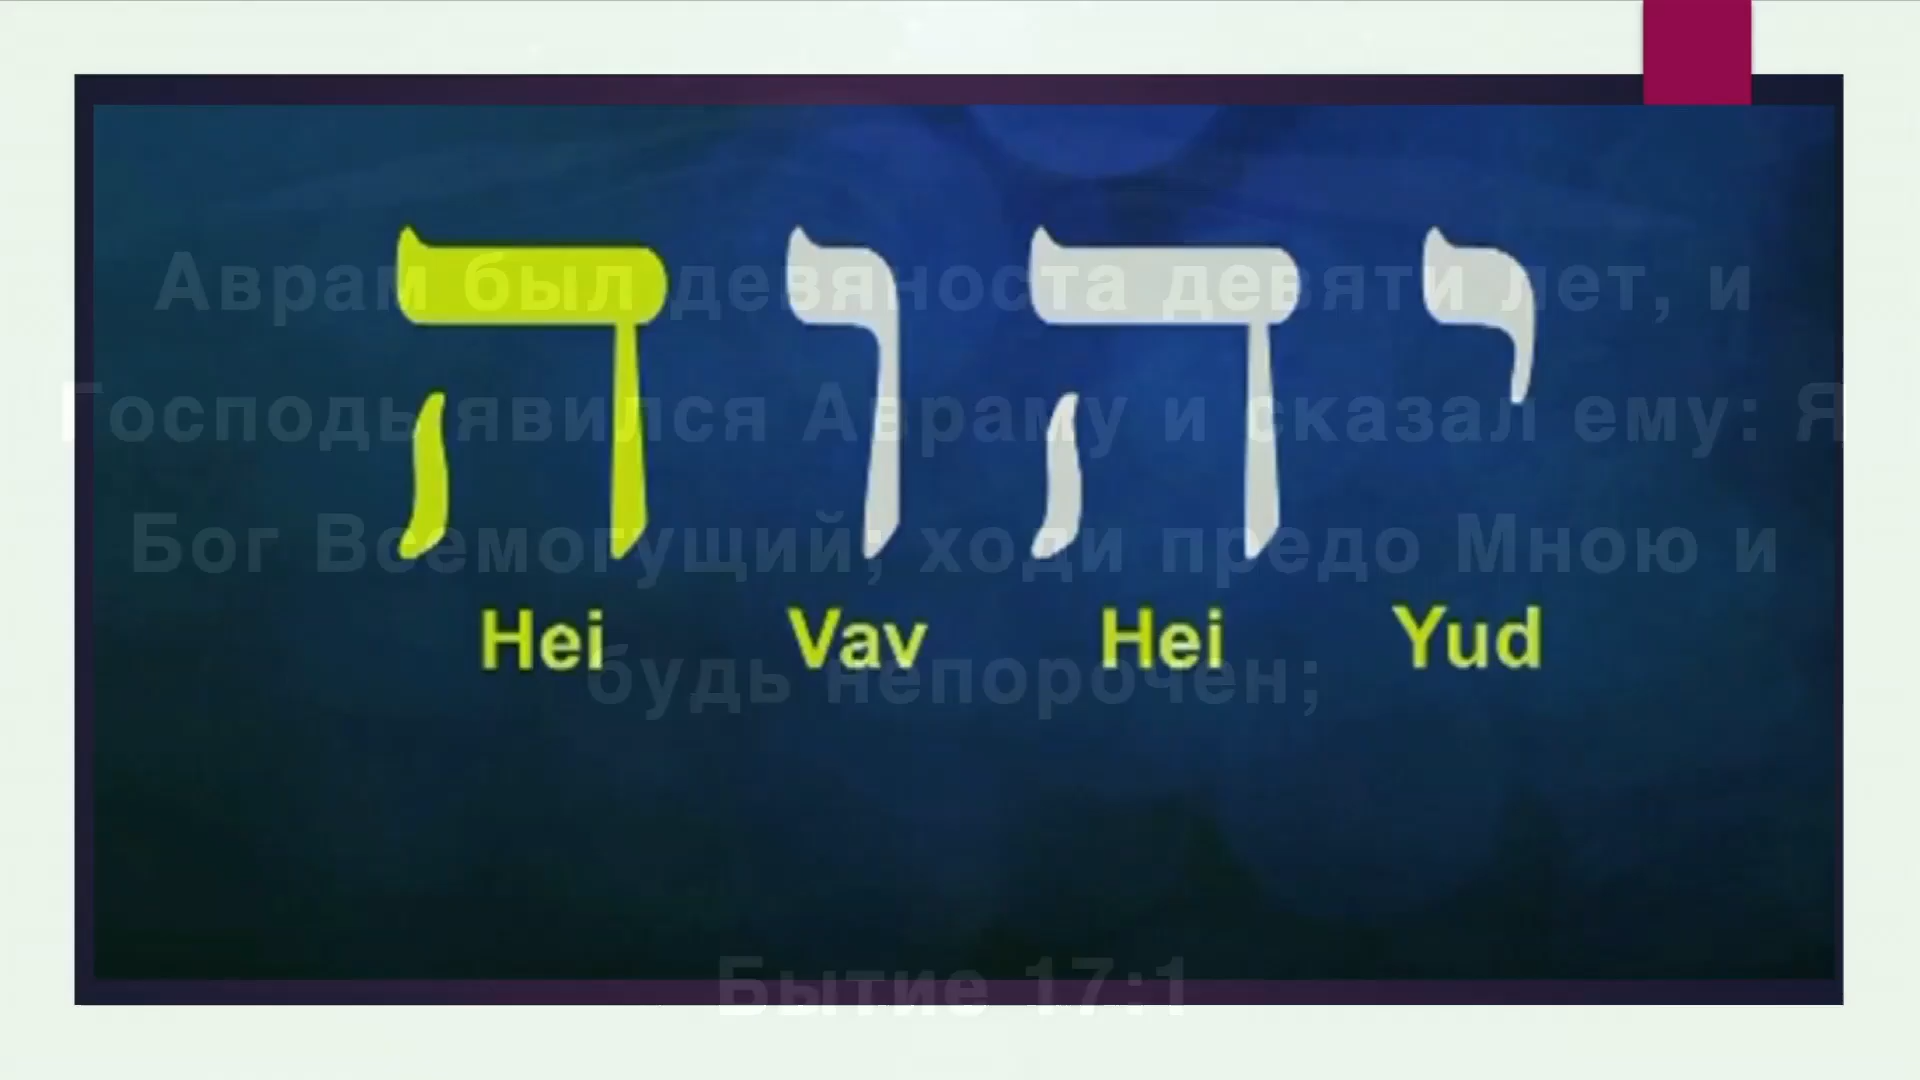 יהוה
Hei Vav Hei Yud
Аврам был девяноста девяти лет, и
Господь явился Авраму и сказал ему: Я
Бог Всемогущий; ходи предо Мною и
будь непорочен;
Бытие 17:1